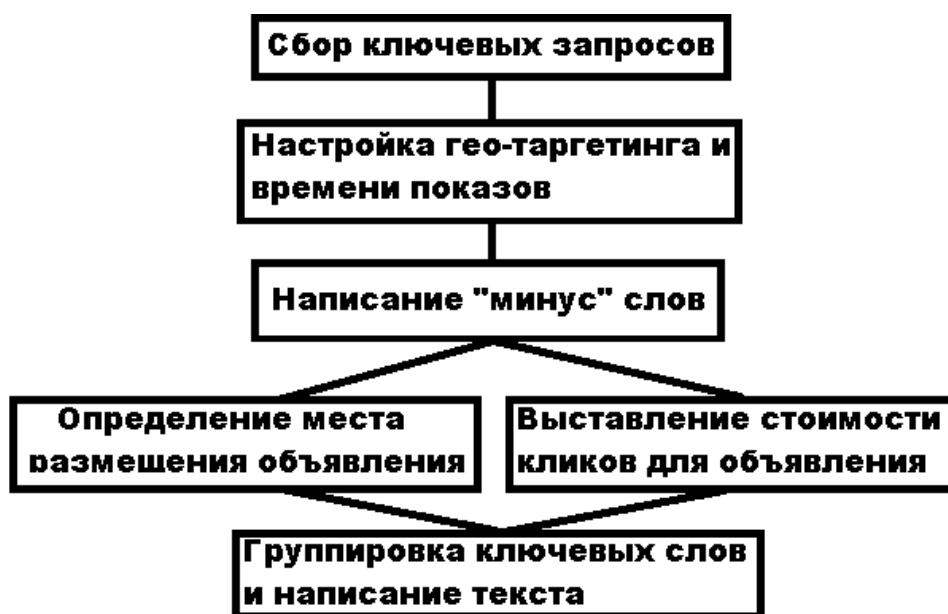 Сбор ключевых запросов
Настройка гео-таргетинга и
времени показов
Написание "минус" слов
Определение места
размещения объявления
Выставление стоимости
кликов для объявления
Группировка ключевых слов
и написание текста